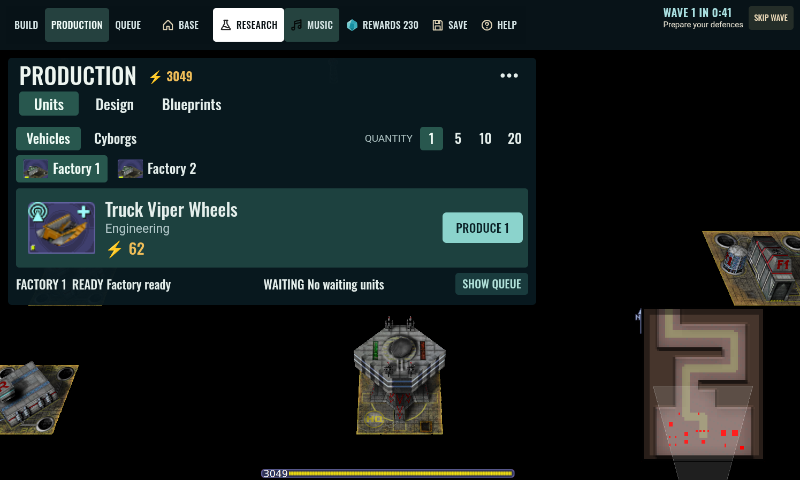 BUILD PRODUCTION QUEUE BASE RESEARCH MUSIC REWARDS 230 SAVE HELP
WAVE 1 IN 0:41
Prepare your defences
SKIP WAVE
PRODUCTION 3049
Units Design Blueprints
Vehicles Cyborgs QUANTITY 1 5 10 20
Factory 1 Factory 2
Truck Viper Wheels
Engineering
62
PRODUCE 1
FACTORY 1 READY Factory ready WAITING No waiting units SHOW QUEUE
N
3049